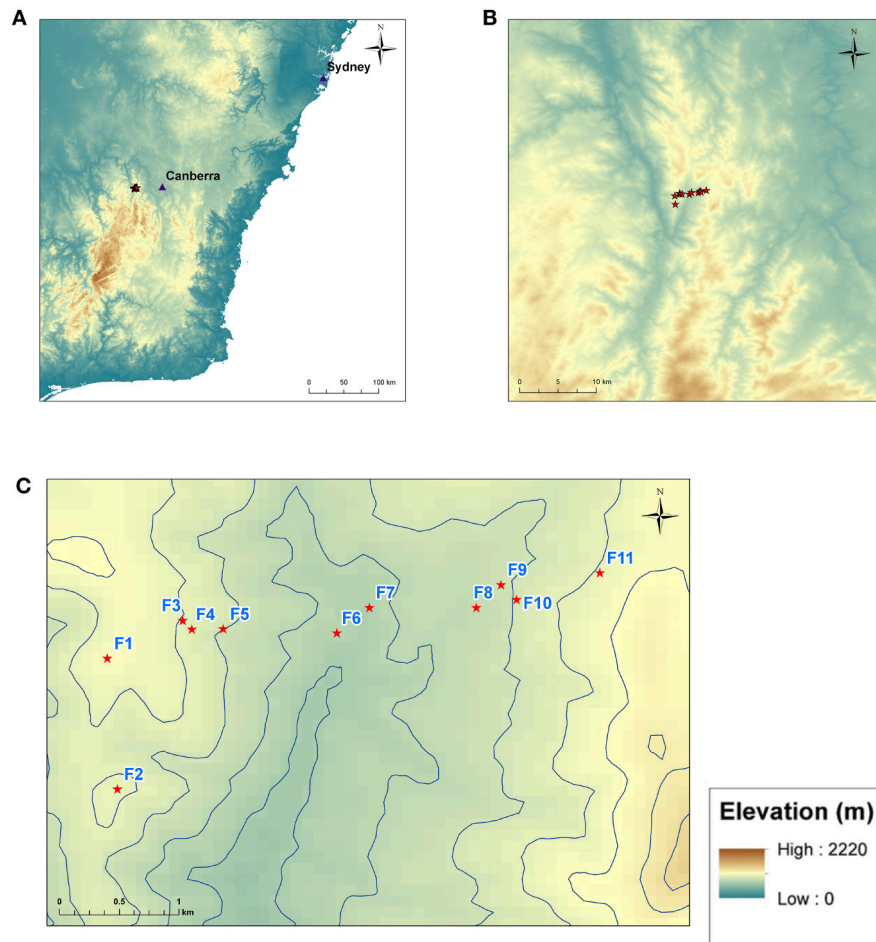 A
N
Sydney
Canberra
0 50 100 km
B
N
0 5 10 km
C
N
F1
F2
F3
F4
F5
F6
F7
F8
F9
F10
F11
0 0.5 1
km
Elevation (m)
High : 2220
Low : 0